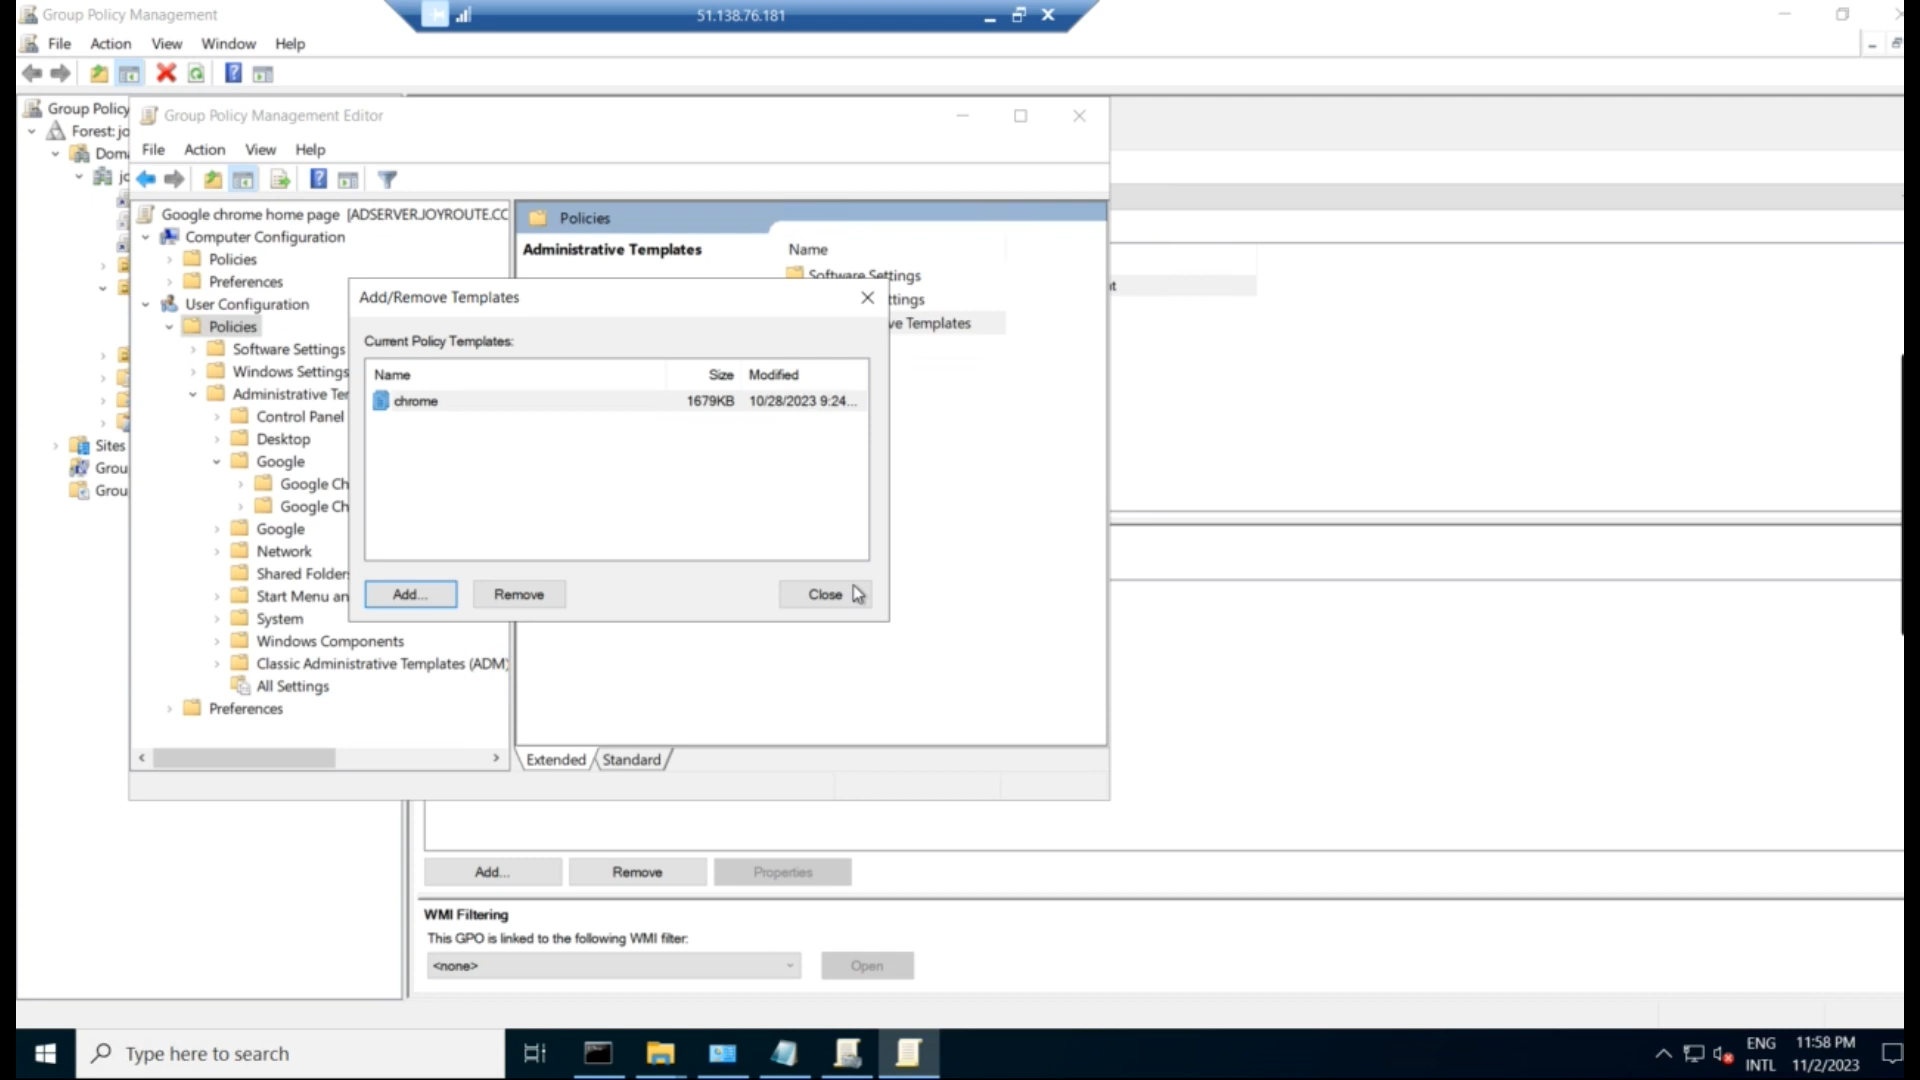 Group Policy Management
51.138.76.181
File Action View Window Help
Group Policy
Forest: jo
Doma
jo
Sites
Grou
Grou
Group Policy Management Editor
File Action View Help
Google chrome home page [ADSERVER.JOYROUTE.CC
Computer Configuration
Policies
Preferences
User Configuration
Policies
Software Settings
Windows Settings
Administrative Ter
Control Panel
Desktop
Google
Google Ch
Google Ch
Google
Network
Shared Folder
Start Menu an
System
Windows Components
Classic Administrative Templates (ADM)
All Settings
Preferences
Policies
Administrative Templates
Name
Software Settings
ttings
ve Templates
Extended Standard
Add/Remove Templates
Current Policy Templates:
Name Size Modified
chrome 1679KB 10/28/2023 9:24...
Add... Remove Close
t
Add... Remove Properties
WMI Filtering
This GPO is linked to the following WMI filter:
<none> Open
Type here to search
ENG 11:58 PM
INTL 11/2/2023